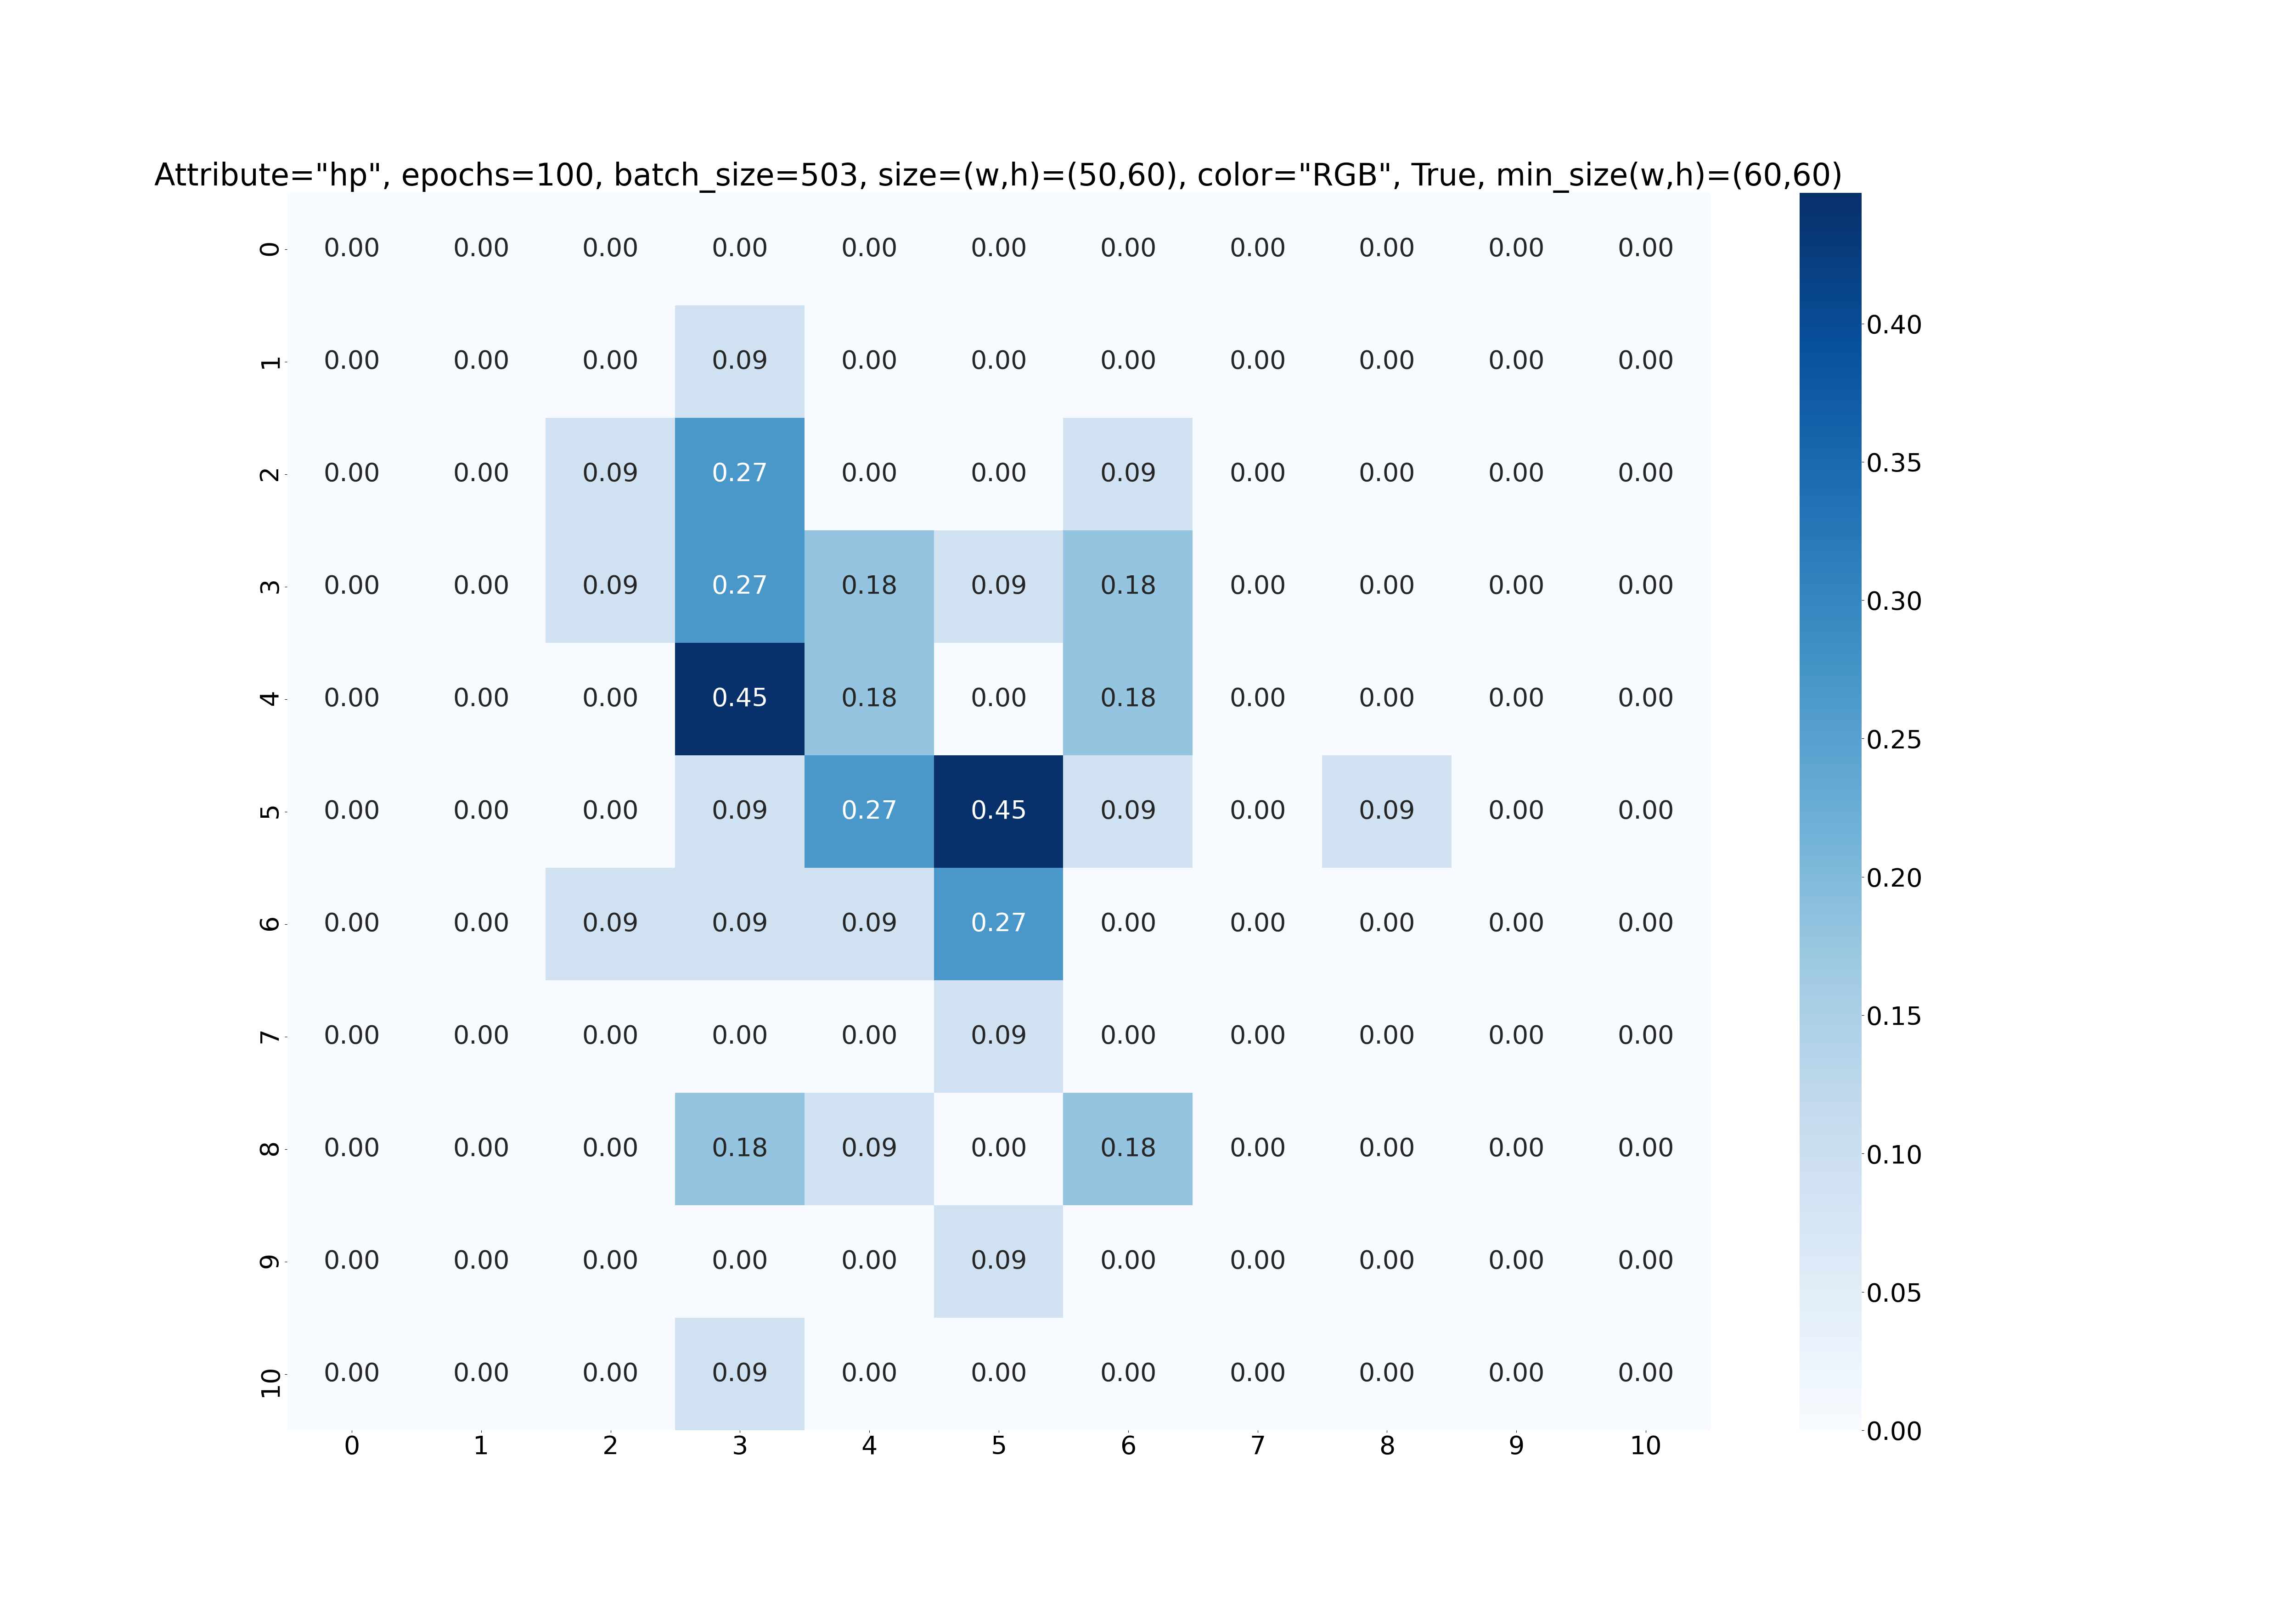 Attribute="hp", epochs=100, batch_size=503, size=(w,h)=(50,60), color="RGB", True, min_size(w,h)=(60,60)
0 0.00 0.00 0.00 0.00 0.00 0.00 0.00 0.00 0.00 0.00 0.00
1 0.00 0.00 0.00 0.09 0.00 0.00 0.00 0.00 0.00 0.00 0.00
2 0.00 0.00 0.09 0.27 0.00 0.00 0.09 0.00 0.00 0.00 0.00
3 0.00 0.00 0.09 0.27 0.18 0.09 0.18 0.00 0.00 0.00 0.00
4 0.00 0.00 0.00 0.45 0.18 0.00 0.18 0.00 0.00 0.00 0.00
5 0.00 0.00 0.00 0.09 0.27 0.45 0.09 0.00 0.09 0.00 0.00
6 0.00 0.00 0.09 0.09 0.09 0.27 0.00 0.00 0.00 0.00 0.00
7 0.00 0.00 0.00 0.00 0.00 0.09 0.00 0.00 0.00 0.00 0.00
8 0.00 0.00 0.00 0.18 0.09 0.00 0.18 0.00 0.00 0.00 0.00
9 0.00 0.00 0.00 0.00 0.00 0.09 0.00 0.00 0.00 0.00 0.00
10 0.00 0.00 0.00 0.09 0.00 0.00 0.00 0.00 0.00 0.00 0.00
0 1 2 3 4 5 6 7 8 9 10
0.40
0.35
0.30
0.25
0.20
0.15
0.10
0.05
0.00